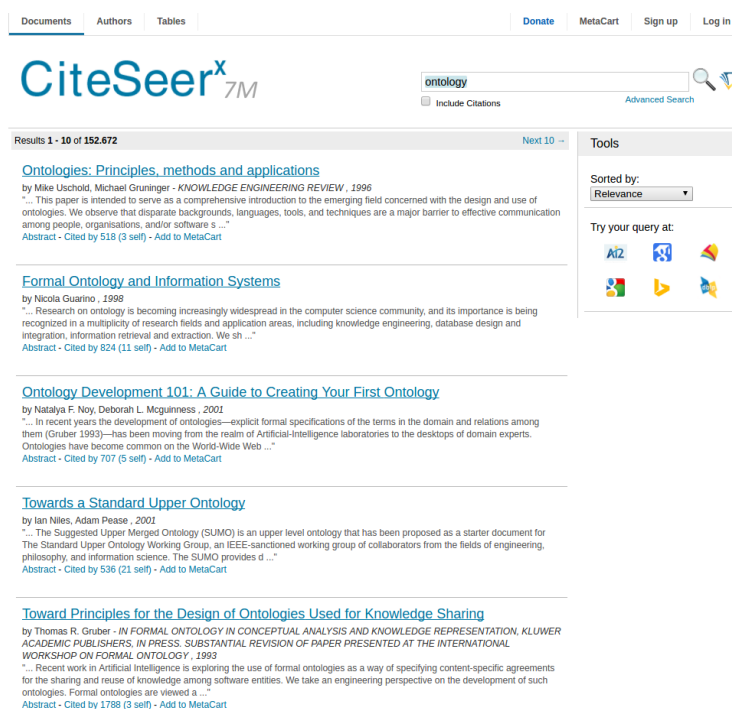 Documents Authors Tables Donate MetaCart Sign up Log in
CiteSeerX 7M
ontology
Include Citations Advanced Search
Results 1 - 10 of 152.672 Next 10 →
Tools
Ontologies: Principles, methods and applications
by Mike Uschold, Michael Gruninger - KNOWLEDGE ENGINEERING REVIEW , 1996
"... This paper is intended to serve as a comprehensive introduction to the emerging field concerned with the design and use of
ontologies. We observe that disparate backgrounds, languages, tools, and techniques are a major barrier to effective communication
among people, organisations, and/or software s ..."
Abstract - Cited by 518 (3 self) - Add to MetaCart
Sorted by:
Relevance
Try your query at:
AI2
Formal Ontology and Information Systems
by Nicola Guarino , 1998
"... Research on ontology is becoming increasingly widespread in the computer science community, and its importance is being
recognized in a multiplicity of research fields and application areas, including knowledge engineering, database design and
integration, information retrieval and extraction. We sh ..."
Abstract - Cited by 824 (11 self) - Add to MetaCart
Ontology Development 101: A Guide to Creating Your First Ontology
by Natalya F. Noy, Deborah L. Mcguinness , 2001
"... In recent years the development of ontologies—explicit formal specifications of the terms in the domain and relations among
them (Gruber 1993)—has been moving from the realm of Artificial-Intelligence laboratories to the desktops of domain experts.
Ontologies have become common on the World-Wide Web ..."
Abstract - Cited by 707 (5 self) - Add to MetaCart
Towards a Standard Upper Ontology
by Ian Niles, Adam Pease , 2001
"... The Suggested Upper Merged Ontology (SUMO) is an upper level ontology that has been proposed as a starter document for
The Standard Upper Ontology Working Group, an IEEE-sanctioned working group of collaborators from the fields of engineering,
philosophy, and information science. The SUMO provides d ..."
Abstract - Cited by 536 (21 self) - Add to MetaCart
Toward Principles for the Design of Ontologies Used for Knowledge Sharing
by Thomas R. Gruber - IN FORMAL ONTOLOGY IN CONCEPTUAL ANALYSIS AND KNOWLEDGE REPRESENTATION, KLUWER
ACADEMIC PUBLISHERS, IN PRESS. SUBSTANTIAL REVISION OF PAPER PRESENTED AT THE INTERNATIONAL
WORKSHOP ON FORMAL ONTOLOGY , 1993
"... Recent work in Artificial Intelligence is exploring the use of formal ontologies as a way of specifying content-specific agreements
for the sharing and reuse of knowledge among software entities. We take an engineering perspective on the development of such
ontologies. Formal ontologies are viewed a ..."
Abstract - Cited by 1788 (3 self) - Add to MetaCart